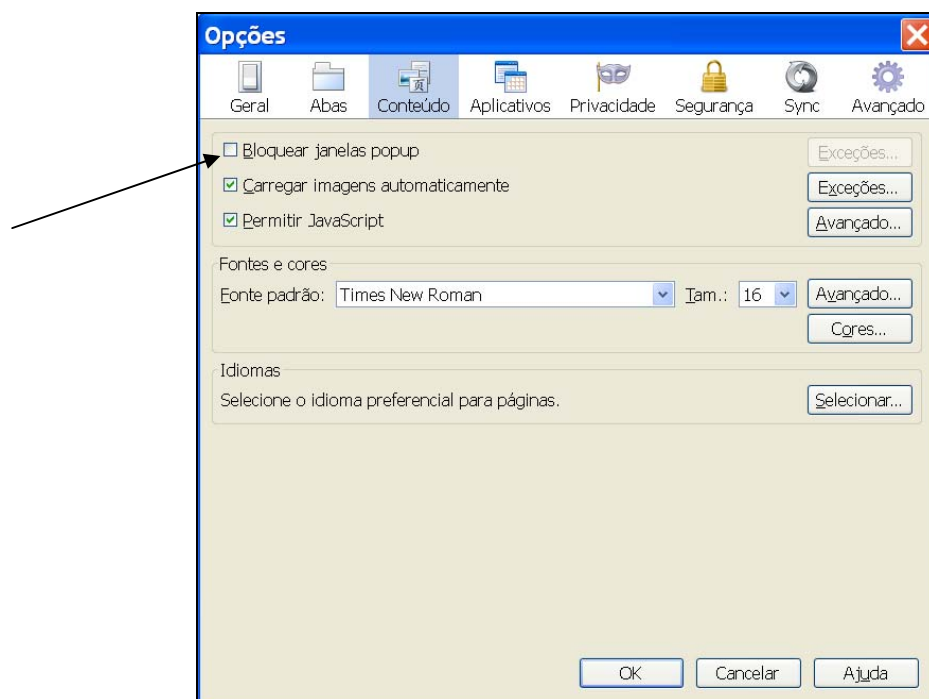 Opções
Geral Abas Conteúdo Aplicativos Privacidade Segurança Sync Avançado
Bloquear janelas popup Exceções...
Carregar imagens automaticamente Exceções...
Permitir JavaScript Avançado...
Fontes e cores
Fonte padrão: Times New Roman Tam.: 16 Avançado...
Cores...
Idiomas
Selecione o idioma preferencial para páginas. Selecionar...
OK Cancelar Ajuda